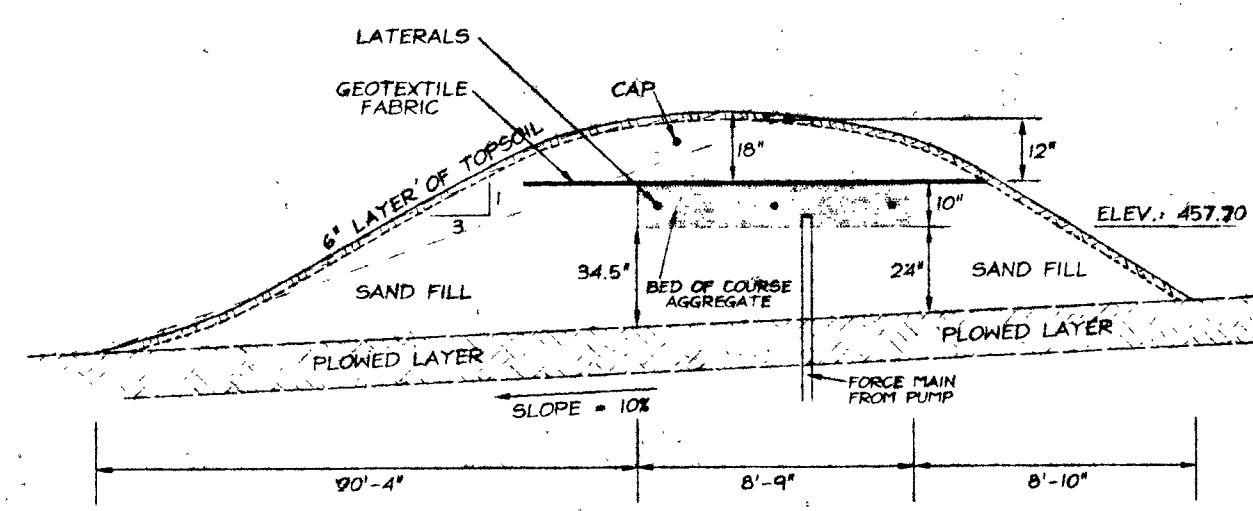 LATERALS
GEOTEXTILE
FABRIC
CAP
6" LAYER OF TOPSOIL
18"
12"
1
3
10"
ELEV.: 457.70
34.5"
24"
BED OF COURSE
AGGREGATE
SAND FILL
SAND FILL
PLOWED LAYER
PLOWED LAYER
SLOPE = 10%
FORCE MAIN
FROM PUMP
20'-4"
8'-9"
8'-10"